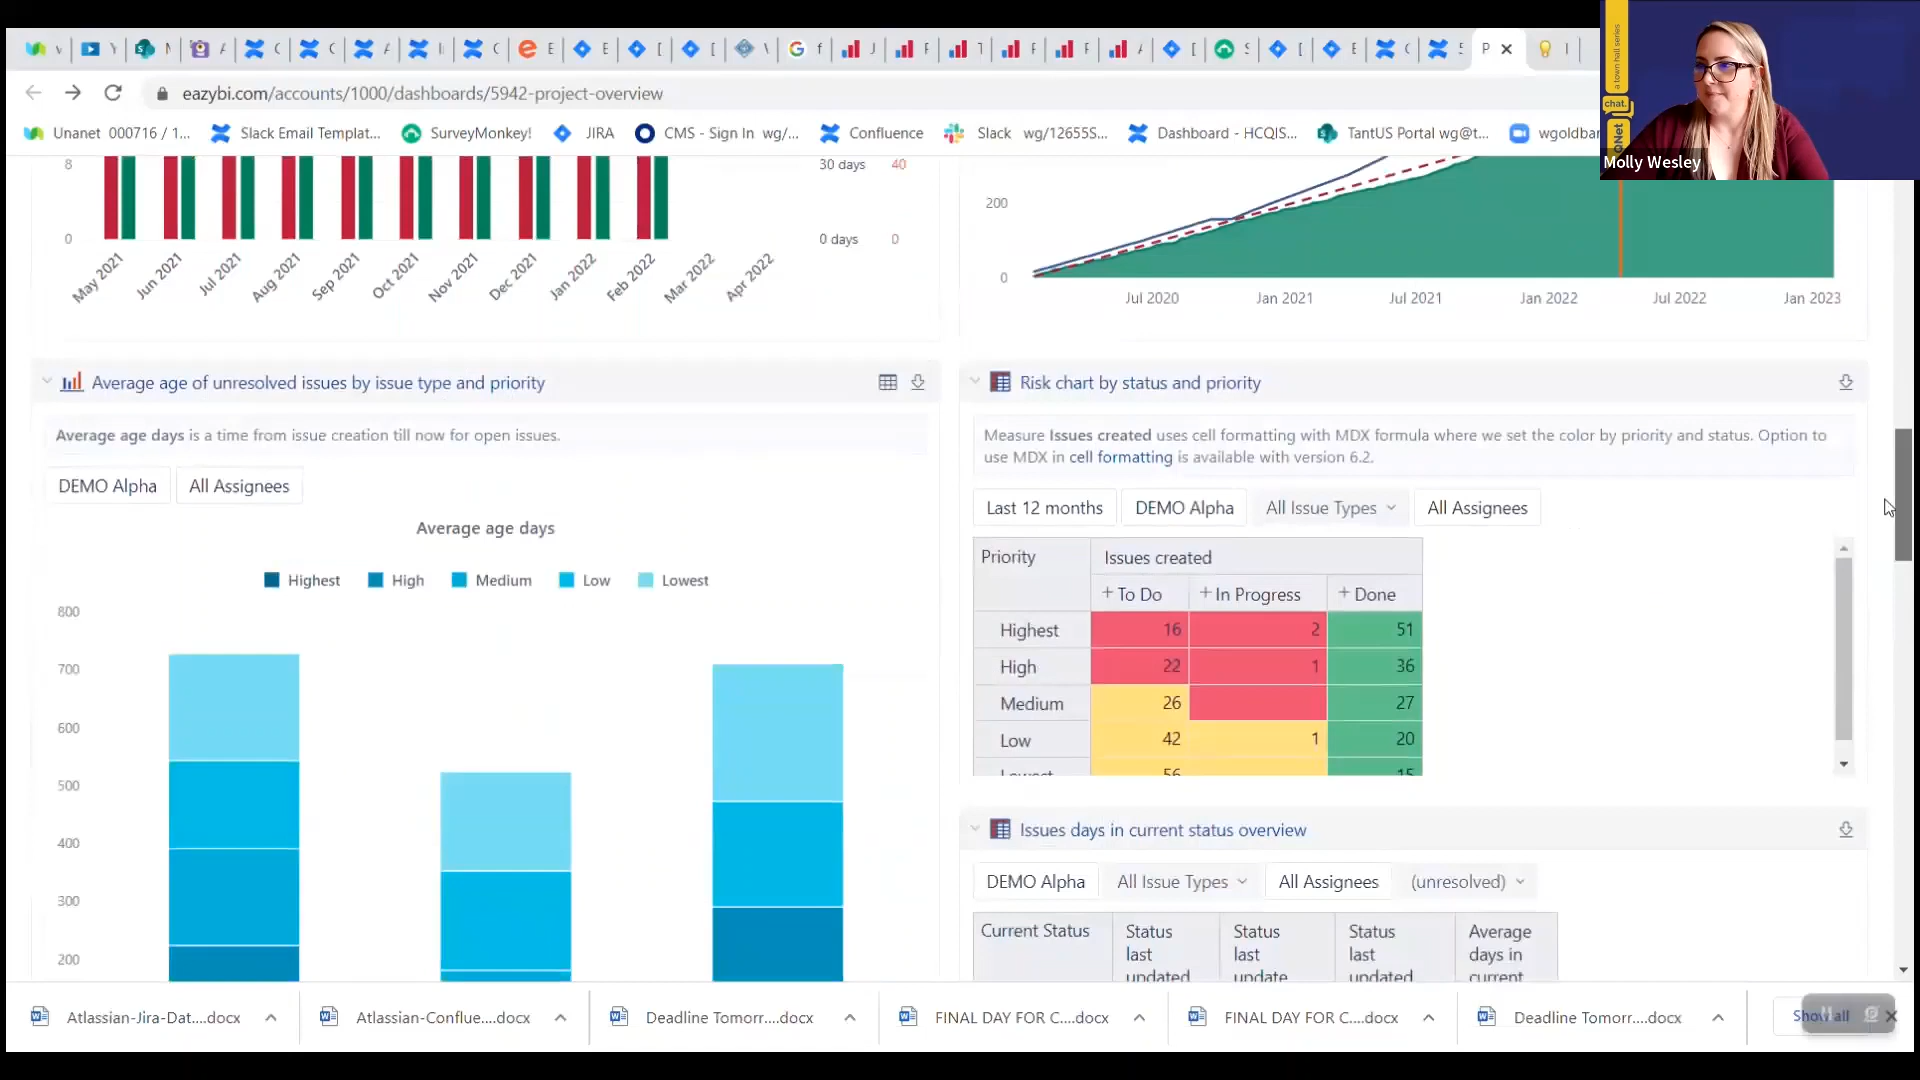 eazybi.com/accounts/1000/dashboards/5942-project-overview
Unanet 000716 / 1...
Slack Email Templat...
SurveyMonkey!
JIRA
CMS - Sign In wg/...
Confluence
Slack wg/12655S...
Dashboard - HCQIS...
TantUS Portal wg@t...
wgoldbar
a town hall series
chat.
QNet
Molly Wesley
8
30 days
40
0
0 days
0
May 2021
Jun 2021
Jul 2021
Aug 2021
Sep 2021
Oct 2021
Nov 2021
Dec 2021
Jan 2022
Feb 2022
Mar 2022
Apr 2022
200
0
Jul 2020
Jan 2021
Jul 2021
Jan 2022
Jul 2022
Jan 2023
Average age of unresolved issues by issue type and priority
Average age days is a time from issue creation till now for open issues.
DEMO Alpha
All Assignees
Average age days
Highest
High
Medium
Low
Lowest
800
700
600
500
400
300
200
Risk chart by status and priority
Measure Issues created uses cell formatting with MDX formula where we set the color by priority and status. Option to
use MDX in cell formatting is available with version 6.2.
Last 12 months
DEMO Alpha
All Issue Types
All Assignees
Priority
Issues created
+ To Do
+ In Progress
+ Done
Highest 16 2 51
High 22 1 36
Medium 26 27
Low 42 1 20
Lowest 56 15
Issues days in current status overview
DEMO Alpha
All Issue Types
All Assignees
(unresolved)
Current Status
Status last updated
Status last update
Status last updated
Average days in current
Atlassian-Jira-Dat....docx
Atlassian-Conflue....docx
Deadline Tomorr....docx
FINAL DAY FOR C....docx
FINAL DAY FOR C....docx
Deadline Tomorr....docx
Show all